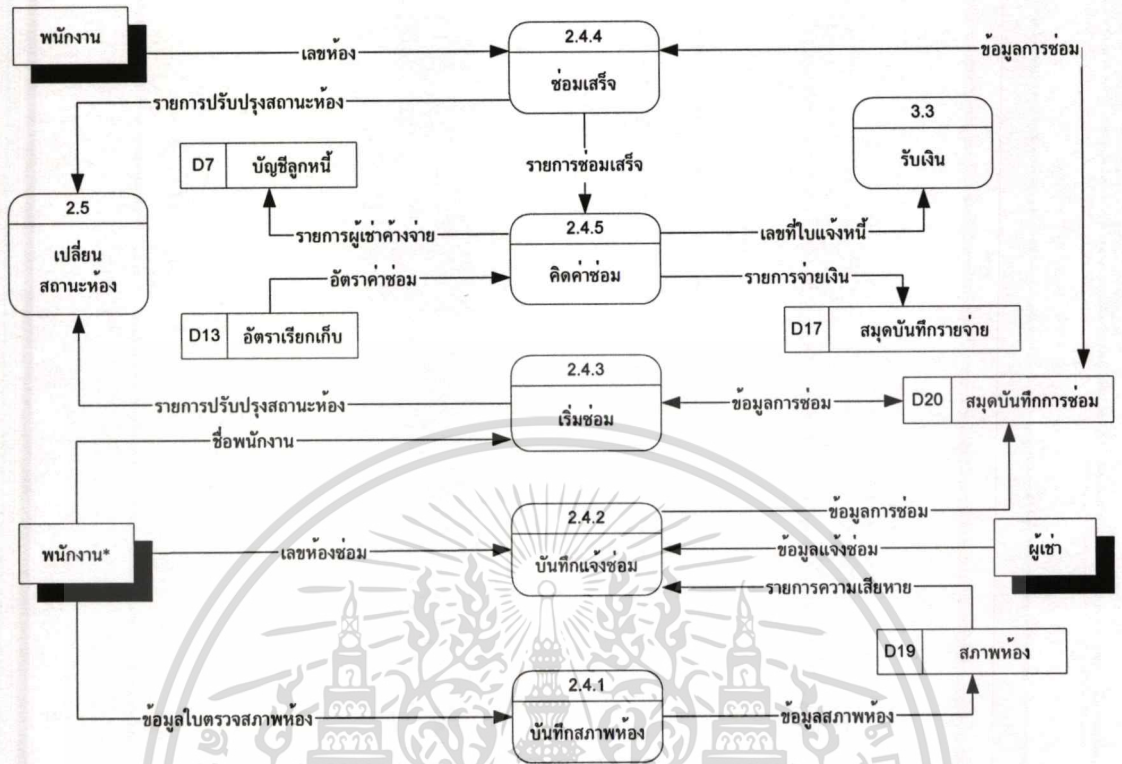 พนักงาน
เลขห้อง
2.4.4
ซ่อมเสร็จ
ข้อมูลการซ่อม
รายการปรับปรุงสถานะห้อง
3.3
รับเงิน
D7 บัญชีลูกหนี้
รายการซ่อมเสร็จ
2.5
เปลี่ยน
สถานะห้อง
รายการผู้เช่าค้างจ่าย
2.4.5
คิดค่าซ่อม
เลขที่ใบแจ้งหนี้
อัตราค่าซ่อม
รายการจ่ายเงิน
D13 อัตราเรียกเก็บ
D17 สมุดบันทึกรายจ่าย
2.4.3
เริ่มซ่อม
รายการปรับปรุงสถานะห้อง
ข้อมูลการซ่อม
D20 สมุดบันทึกการซ่อม
ชื่อพนักงาน
2.4.2
บันทึกแจ้งซ่อม
ข้อมูลการซ่อม
พนักงาน*
เลขห้องซ่อม
ข้อมูลแจ้งซ่อม
ผู้เช่า
รายการความเสียหาย
D19 สภาพห้อง
2.4.1
บันทึกสภาพห้อง
ข้อมูลใบตรวจสภาพห้อง
ข้อมูลสภาพห้อง